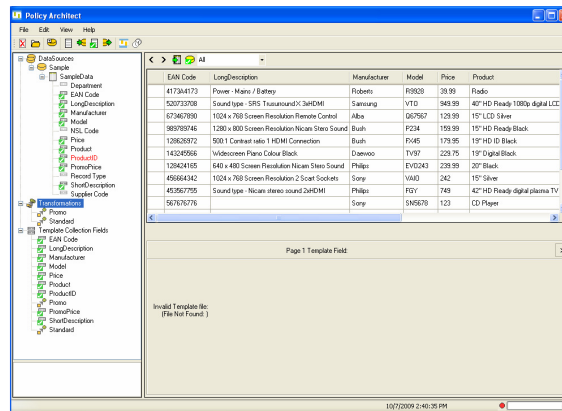 Policy Architect
File Edit View Help
All
DataSources
Sample
SampleData
Department
EAN Code
LongDescription
Manufacturer
Model
NSL Code
Price
Product
ProductID
PromoPrice
Record Type
ShortDescription
Supplier Code
Transformations
Promo
Standard
Template Collection Fields
EAN Code
LongDescription
Manufacturer
Model
Price
Product
ProductID
Promo
PromoPrice
ShortDescription
Standard
EAN Code LongDescription Manufacturer Model Price Product
4173A4173 Power - Mains / Battery Roberts R9928 39.99 Radio
520733708 Sound type - SRS Trusuround X 3xHDMI Samsung VTO 949.99 40" HD Ready 1080p digital LCD
673467890 1024 x 768 Screen Resolution Remote Control Alba Q67567 129.99 15" LCD Silver
989789746 1280 x 800 Screen Resolution Nicam Stero Sound Bush P234 159.99 15" HD Ready Black
128626972 500:1 Contrast ratio 1 HDMI Connection Bush FX45 179.95 19" HD ID Black
143245566 Widescreen Piano Colour Black Daewoo TV97 229.75 19" Digital Black
128424165 640 x 480 Screen Resolution Nicam Stero Sound Philips EVD243 239.99 20" Black
456664342 1024 x 768 Screen Resolution 2 Scart Sockets Sony VAIO 242 15" Silver
453567755 Sound type - Nicam stereo sound 2xHDMI Philips FGY 749 42" HD Ready digital plasma TV
567676776 Sony SN5678 123 CD Player
Page 1 Template Field:
Invalid Template file:
(File Not Found: )
10/7/2009 2:40:35 PM